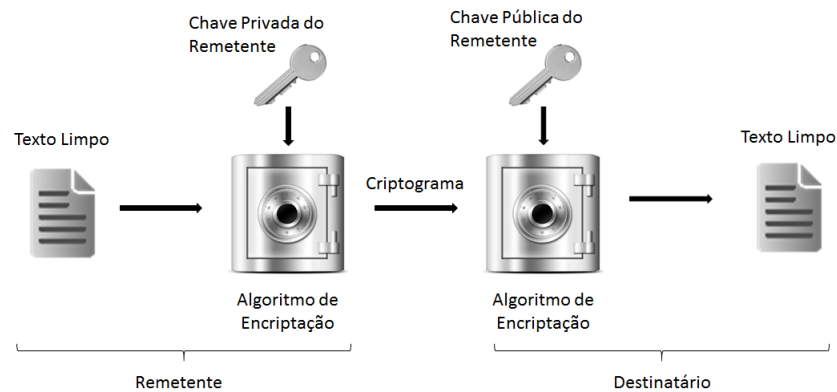 Chave Privada do
Remetente
Chave Pública do
Remetente
Texto Limpo
Texto Limpo
Criptograma
Algoritmo de
Encriptação
Algoritmo de
Encriptação
Remetente
Destinatário